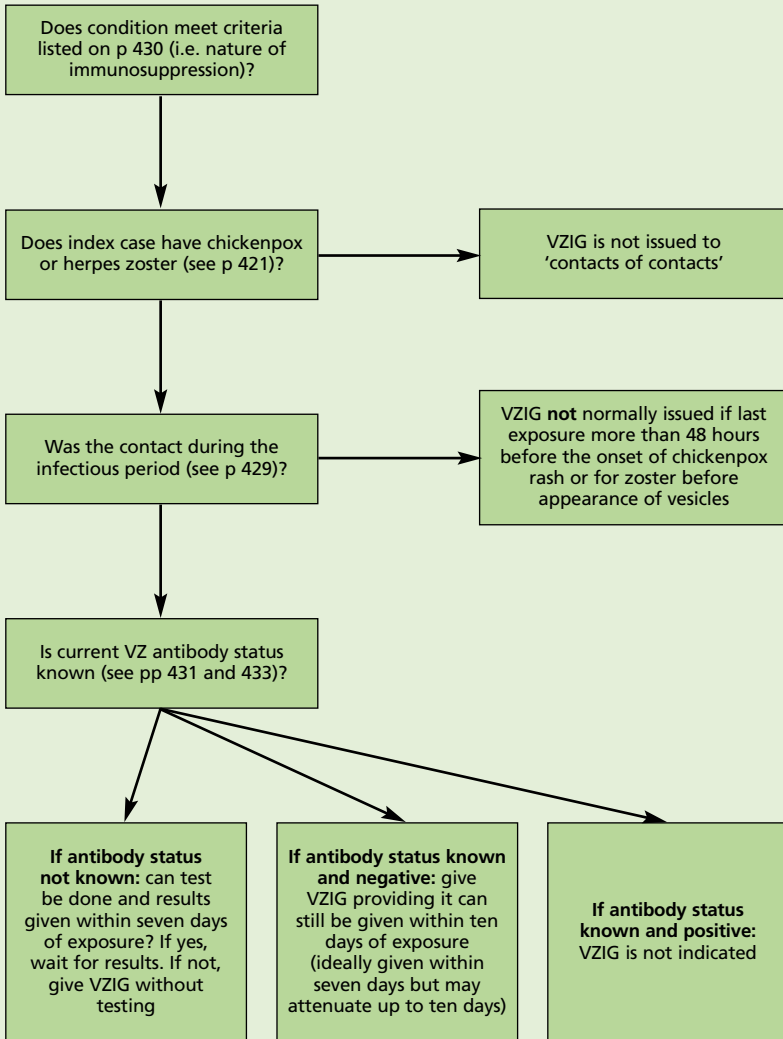 Does condition meet criteria
listed on p 430 (i.e. nature of
immunosuppression)?
Does index case have chickenpox
or herpes zoster (see p 421)?
VZIG is not issued to
‘contacts of contacts’
Was the contact during the
infectious period (see p 429)?
VZIG not normally issued if last
exposure more than 48 hours
before the onset of chickenpox
rash or for zoster before
appearance of vesicles
Is current VZ antibody status
known (see pp 431 and 433)?
If antibody status
not known: can test
be done and results
given within seven days
of exposure? If yes,
wait for results. If not,
give VZIG without
testing
If antibody status known
and negative: give
VZIG providing it can
still be given within ten
days of exposure
(ideally given within
seven days but may
attenuate up to ten days)
If antibody status
known and positive:
VZIG is not indicated